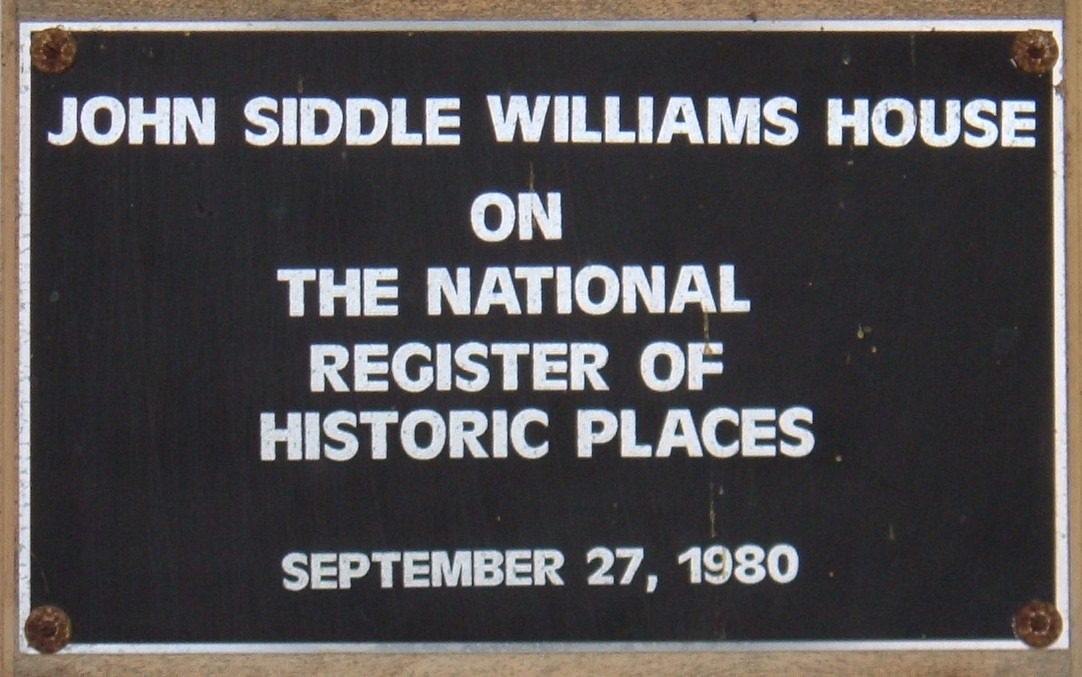 JOHN SIDDLE WILLIAMS HOUSE
ON
THE NATIONAL
REGISTER OF
HISTORIC PLACES
SEPTEMBER 27, 1980